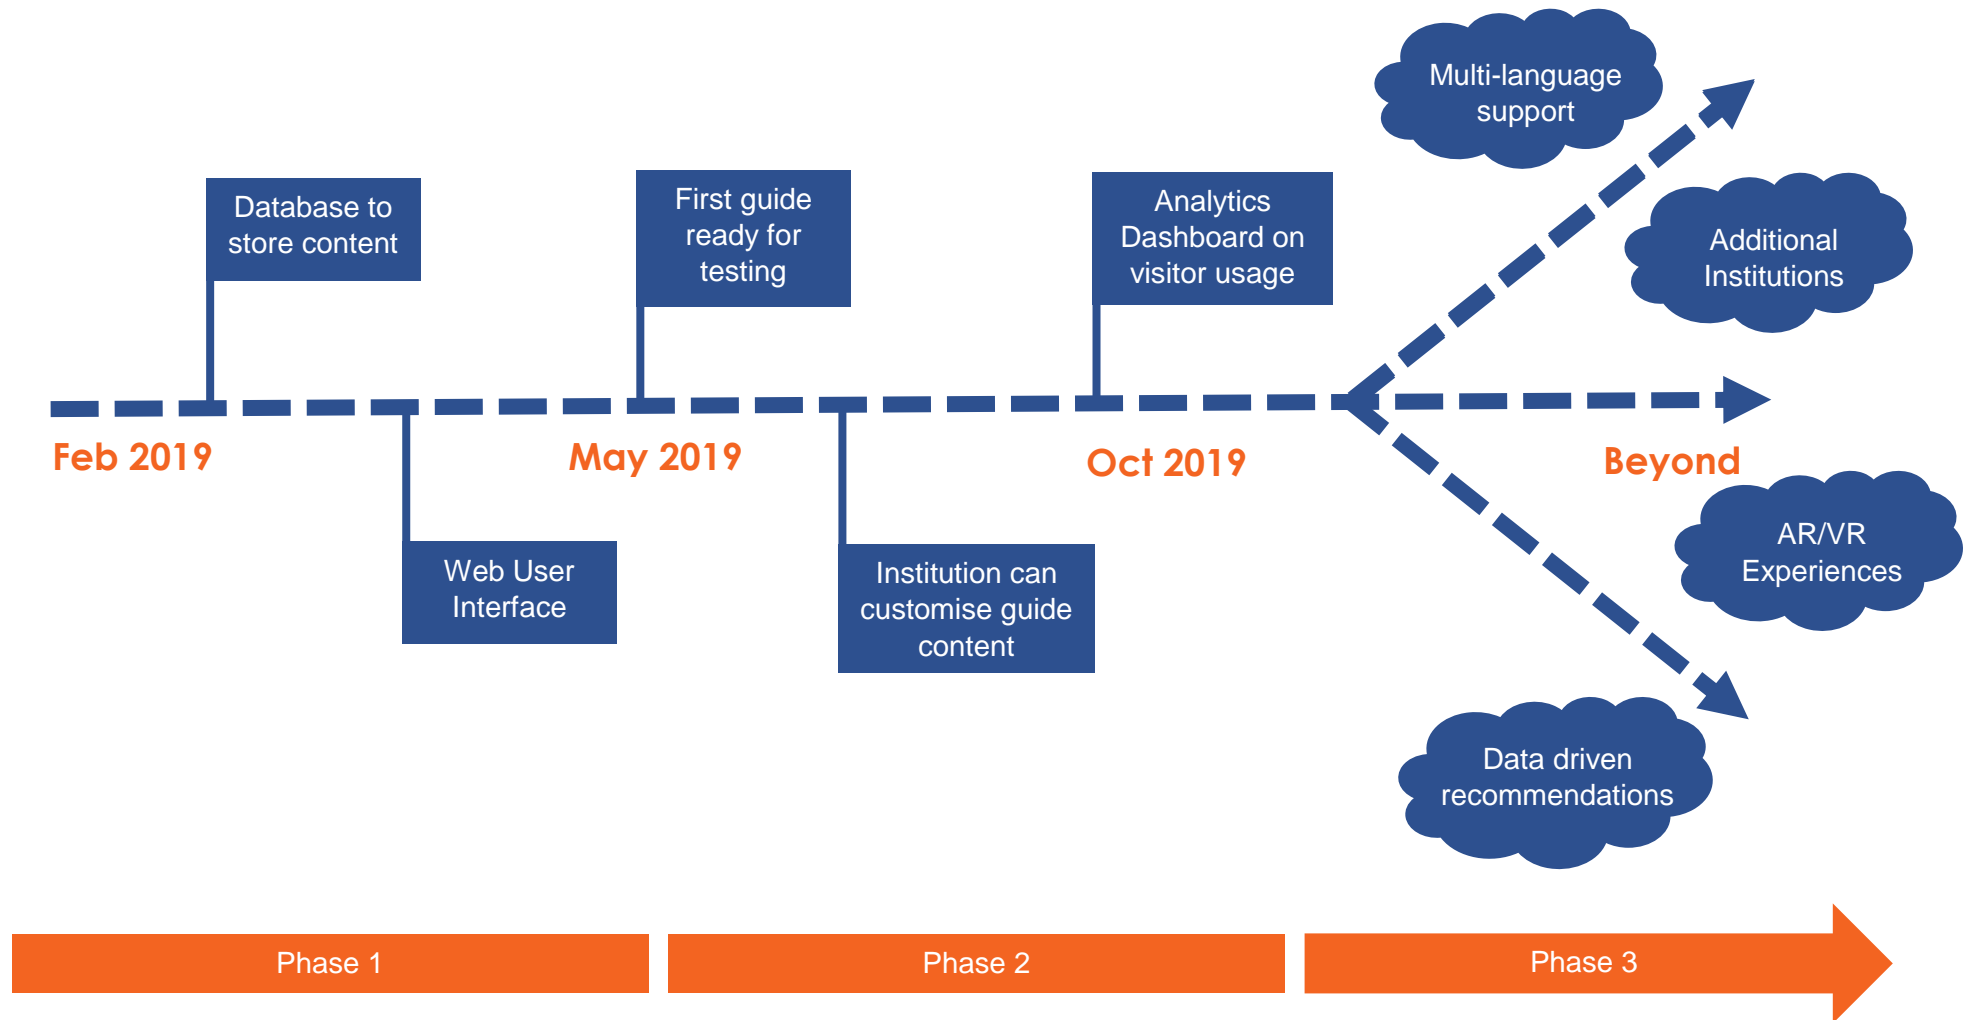 Multi-language
support
Database to
store content
First guide
ready for
testing
Analytics
Dashboard on
visitor usage
Additional
Institutions
Feb 2019
May 2019
Oct 2019
Beyond
Web User
Interface
Institution can
customise guide
content
AR/VR
Experiences
Data driven
recommendations
Phase 1
Phase 2
Phase 3